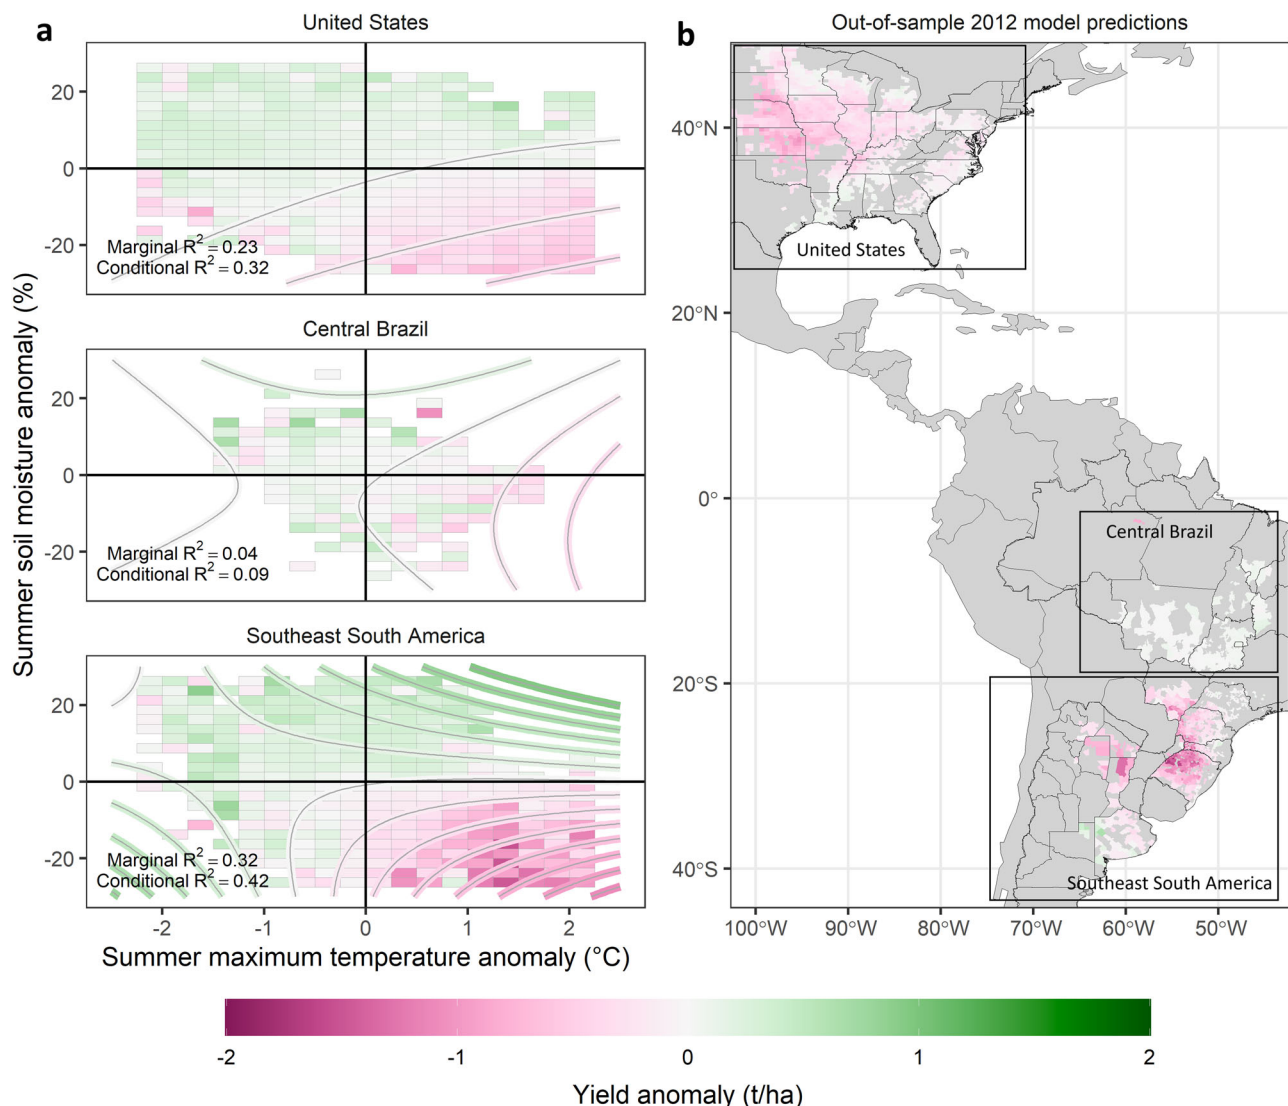 a
United States
20
0
-20
Marginal R² = 0.23
Conditional R² = 0.32
Central Brazil
20
0
-20
Marginal R² = 0.04
Conditional R² = 0.09
Southeast South America
20
0
-20
Marginal R² = 0.32
Conditional R² = 0.42
-2 -1 0 1 2
Summer maximum temperature anomaly (°C)
Summer soil moisture anomaly (%)
b
Out-of-sample 2012 model predictions
40°N
20°N
0°
20°S
40°S
United States
Central Brazil
Southeast South America
100°W 90°W 80°W 70°W 60°W 50°W
-2 -1 0 1 2
Yield anomaly (t/ha)